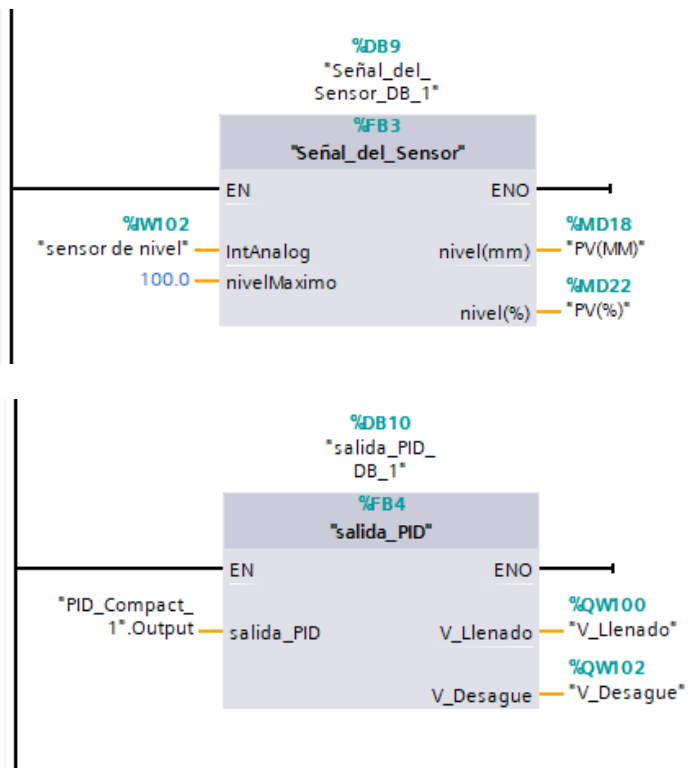 %DB9
"Señal_del_
Sensor_DB_1"
%FB3
"Señal_del_Sensor"
EN
ENO
%IW102
"sensor de nivel"
IntAnalog
nivel(mm)
%MD18
"PV(MM)"
100.0
nivelMaximo
nivel(%)
%MD22
"PV(%)"
%DB10
"salida_PID_
DB_1"
%FB4
"salida_PID"
EN
ENO
"PID_Compact_
1".Output
salida_PID
V_Llenado
%QW100
"V_Llenado"
V_Desague
%QW102
"V_Desague"